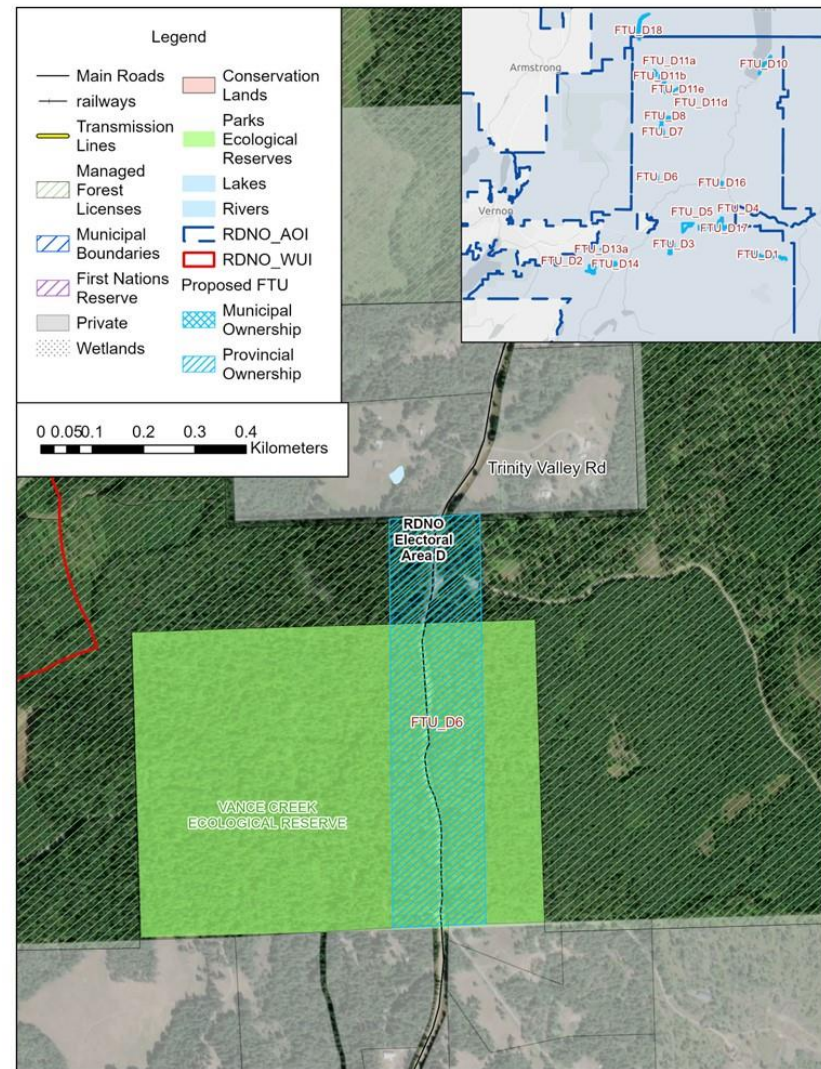 Legend
Main Roads
railways
Transmission
Lines
Managed
Forest
Licenses
Municipal
Boundaries
First Nations
Reserve
Private
Wetlands
Conservation
Lands
Parks
Ecological
Reserves
Lakes
Rivers
RDNO_AOI
RDNO_WUI
Proposed FTU
Municipal
Ownership
Provincial
Ownership
0 0.050.1 0.2 0.3 0.4
Kilometers
FTU_D18
Armstrong
FTU_D11a
FTU_D11b
FTU_D10
FTU_D11e
FTU_D11d
FTU_D8
FTU_D7
FTU_D6
FTU_D16
Vernon
FTU_D5
FTU_D4
FTU_D17
FTU_D13a
FTU_D3
FTU_D2
FTU_D14
FTU_D1
Trinity Valley Rd
RDNO
Electoral
Area D
FTU_D6
VANCE CREEK
ECOLOGICAL RESERVE